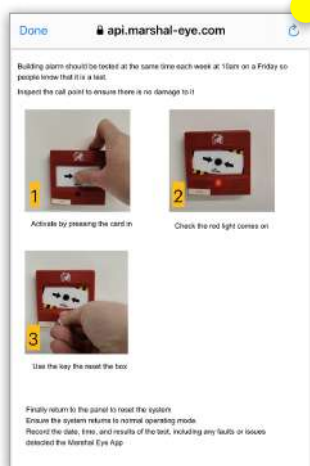 Done
api.marshal-eye.com
Building alarm should be tested at the same time each week at 10am on a Friday so
people know that it is a test.
Inspect the call point to ensure there is no damage to it
1
2
Activate by pressing the card in
Check the red light comes on
3
Use the key the reset the box
Finally return to the panel to reset the system
Ensure the system returns to normal operating mode.
Record the date, time, and results of the test, including any faults or issues
detected the Marshal Eye App